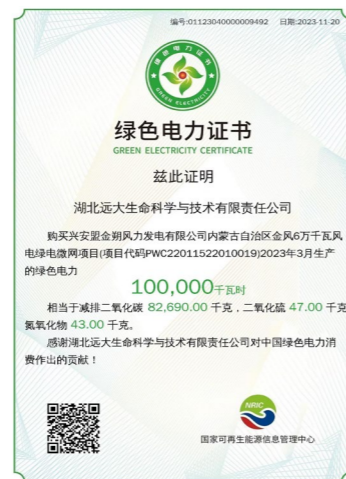 编号:01123040000009492 日期:2023-11-20
绿色电力证书
GREEN ELECTRICITY
绿色电力证书
GREEN ELECTRICITY CERTIFICATE
兹此证明
湖北远大生命科学与技术有限责任公司
购买兴安盟金朔风力发电有限公司内蒙古自治区金风6万千瓦风
电绿电微网项目(项目代码PWC22011522010019)2023年3月生产
的绿色电力
100,000千瓦时
相当于减排二氧化碳 82,690.00 千克，二氧化硫 47.00 千克
氮氧化物 43.00 千克。
感谢湖北远大生命科学与技术有限责任公司对中国绿色电力消
费作出的贡献！
NRIC
国家可再生能源信息管理中心